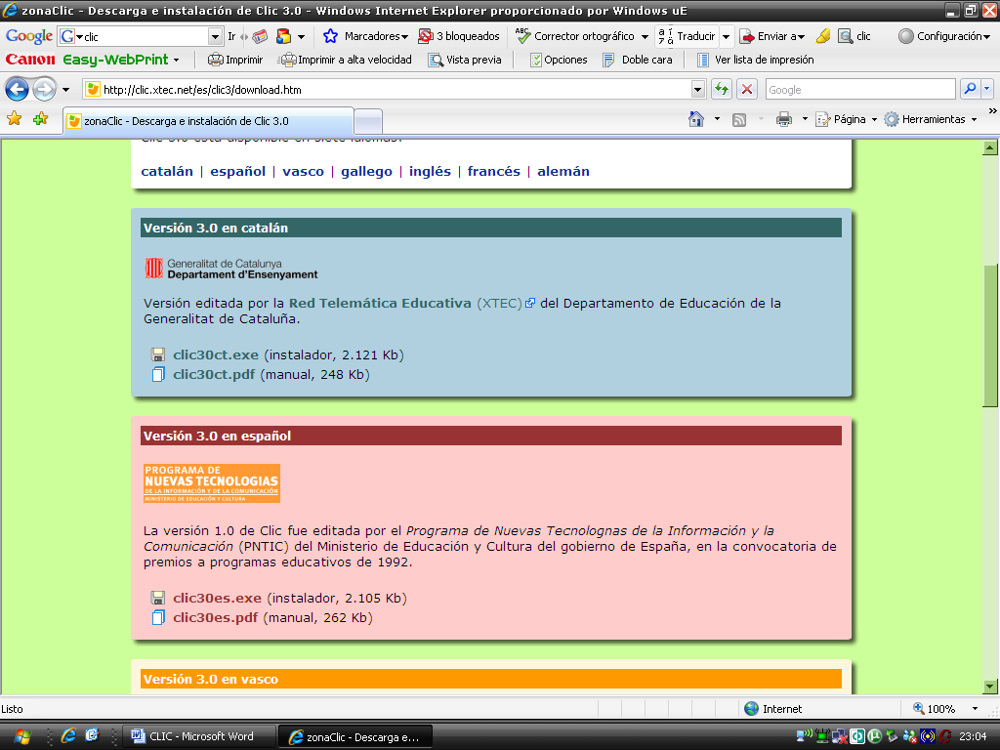 zonaClic - Descarga e instalación de Clic 3.0 - Windows Internet Explorer proporcionado por Windows uE
Google G clic Ir Marcadores 3 bloqueados ABC Corrector ortográfico Traducir Enviar a clic Configuración
Canon Easy-WebPrint Imprimir Imprimir a alta velocidad Vista previa Opciones Doble cara Ver lista de impresión
http://clic.xtec.net/es/clic3/download.htm Google
zonaClic - Descarga e instalación de Clic 3.0 Página Herramientas »
Clic 3.0 está disponible en siete idiomas:
catalán | español | vasco | gallego | inglés | francés | alemán
Versión 3.0 en catalán
Generalitat de Catalunya
Departament d'Ensenyament
Versión editada por la Red Telemática Educativa (XTEC) del Departamento de Educación de la
Generalitat de Cataluña.
clic30ct.exe (instalador, 2.121 Kb)
clic30ct.pdf (manual, 248 Kb)
Versión 3.0 en español
PROGRAMA DE
NUEVAS TECNOLOGIAS
DE LA INFORMACIÓN Y DE LA COMUNICACIÓN
MINISTERIO DE EDUCACIÓN Y CULTURA
La versión 1.0 de Clic fue editada por el Programa de Nuevas Tecnolognas de la Información y la
Comunicación (PNTIC) del Ministerio de Educación y Cultura del gobierno de España, en la convocatoria de
premios a programas educativos de 1992.
clic30es.exe (instalador, 2.105 Kb)
clic30es.pdf (manual, 262 Kb)
Versión 3.0 en vasco
Listo Internet 100%
CLIC - Microsoft Word zonaClic - Descarga e... 23:04